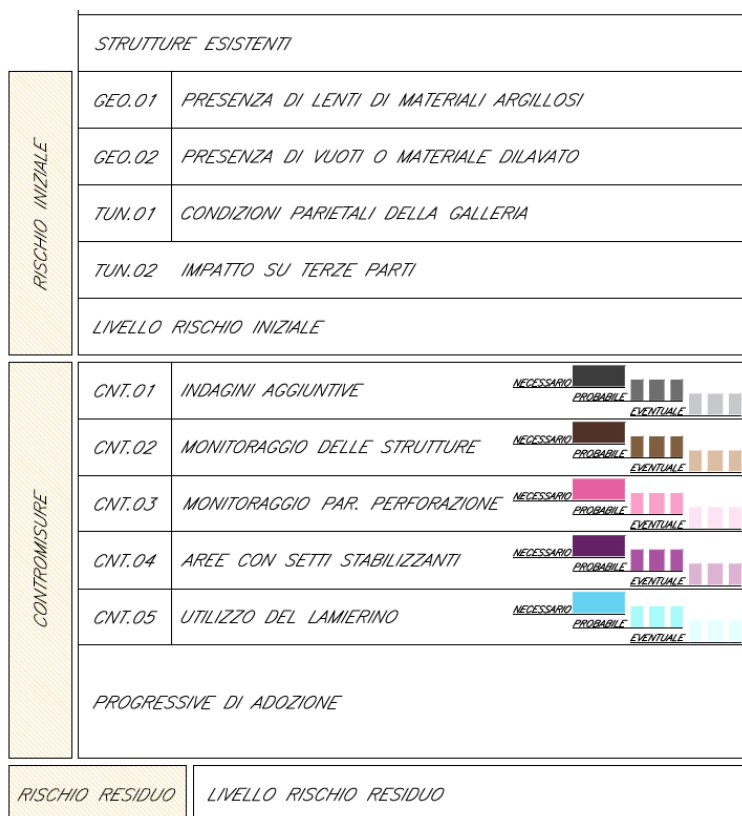 STRUTTURE ESISTENTI
RISCHIO INIZIALE
GEO.01 PRESENZA DI LENTI DI MATERIALI ARGILLOSI
GEO.02 PRESENZA DI VUOTI O MATERIALE DILAVATO
TUN.01 CONDIZIONI PARIETALI DELLA GALLERIA
TUN.02 IMPATTO SU TERZE PARTI
LIVELLO RISCHIO INIZIALE
CONTROMISURE
CNT.01 INDAGINI AGGIUNTIVE
NECESSARIO
PROBABILE
EVENTUALE
CNT.02 MONITORAGGIO DELLE STRUTTURE
NECESSARIO
PROBABILE
EVENTUALE
CNT.03 MONITORAGGIO PAR. PERFORAZIONE
NECESSARIO
PROBABILE
EVENTUALE
CNT.04 AREE CON SETTI STABILIZZANTI
NECESSARIO
PROBABILE
EVENTUALE
CNT.05 UTILIZZO DEL LAMIERINO
NECESSARIO
PROBABILE
EVENTUALE
PROGRESSIVE DI ADOZIONE
RISCHIO RESIDUO LIVELLO RISCHIO RESIDUO